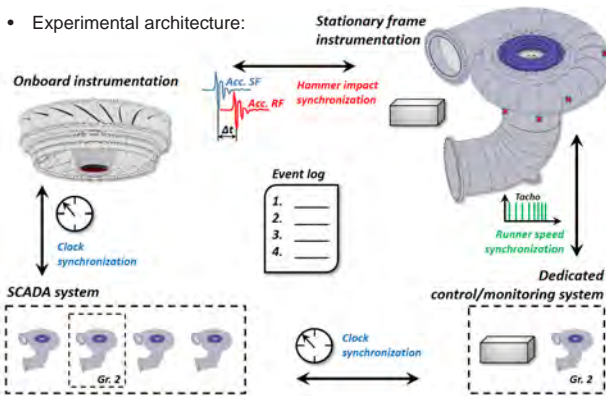 • Experimental architecture:
Stationary frame
instrumentation
Onboard instrumentation
Acc. SF
Acc. RF
Δt
Hammer impact
synchronization
Event log
1.
2.
3.
4.
Clock
synchronization
Tacho
Runner speed
synchronization
SCADA system
Dedicated
control/monitoring system
Gr. 2
Clock
synchronization
Gr. 2